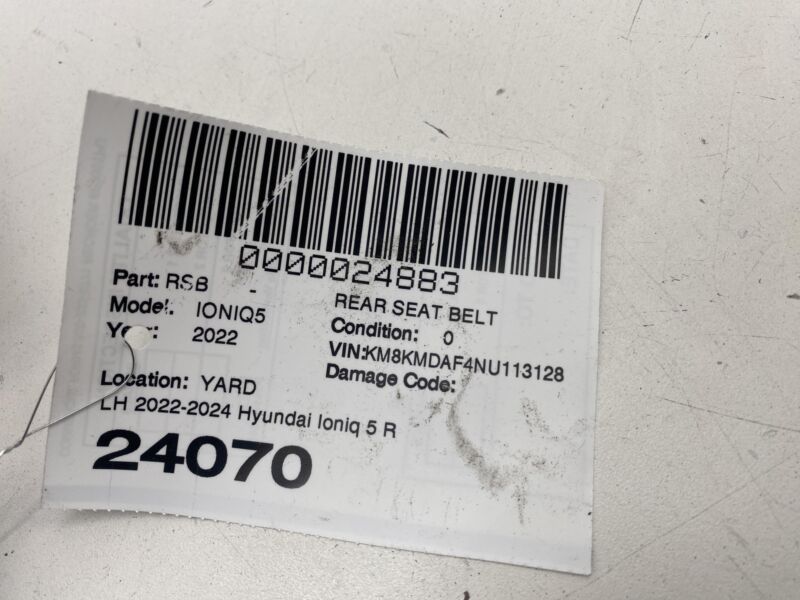 0000024883
Part: RSB -
REAR SEAT BELT
Model: IONIQ5
Condition: 0
Year: 2022
VIN:KM8KMDAF4NU113128
Damage Code:
Location: YARD
LH 2022-2024 Hyundai Ioniq 5 R
24070